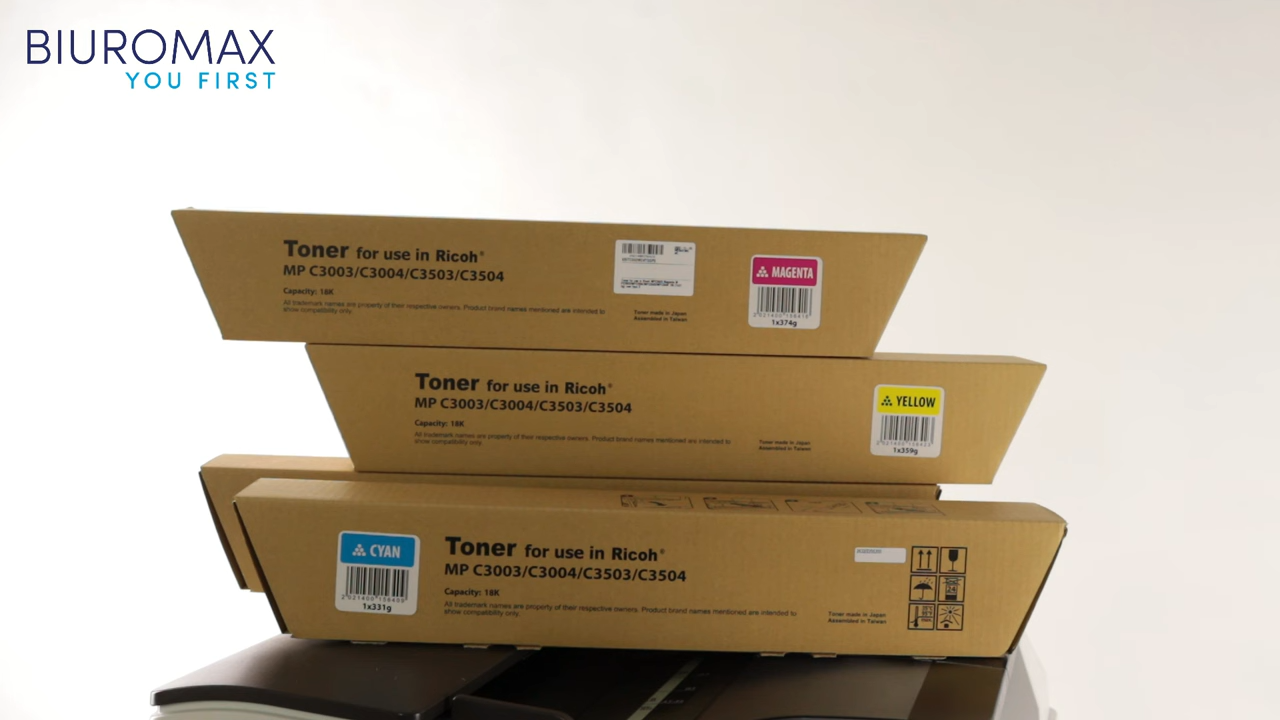 BIUROMAX
YOU FIRST
Toner for use in Ricoh®
MP C3003/C3004/C3503/C3504
Capacity: 18K
All trademark names are property of their respective owners. Product brand names mentioned are intended to
show compatibility only.
Toner made in Japan
Assembled in Taiwan
MAGENTA
1x374g
Toner for use in Ricoh®
MP C3003/C3004/C3503/C3504
Capacity: 18K
All trademark names are property of their respective owners. Product brand names mentioned are intended to
show compatibility only.
Toner made in Japan
Assembled in Taiwan
YELLOW
1x359g
CYAN
1x331g
Toner for use in Ricoh®
MP C3003/C3004/C3503/C3504
Capacity: 18K
All trademark names are property of their respective owners. Product brand names mentioned are intended to
show compatibility only.
Toner made in Japan
Assembled in Taiwan